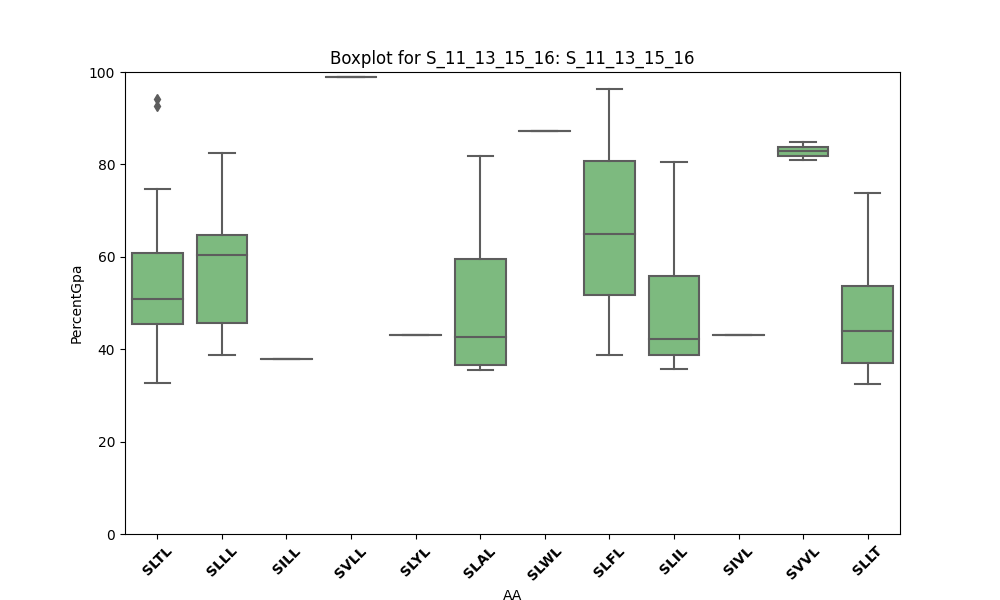 Boxplot for S_11_13_15_16: S_11_13_15_16
100
80
60
40
20
0
PercentGpa
SLTL
SLLL
SILL
SVLL
SLYL
SLAL
SLWL
SLFL
SLIL
SIVL
SVVL
SLLT
AA